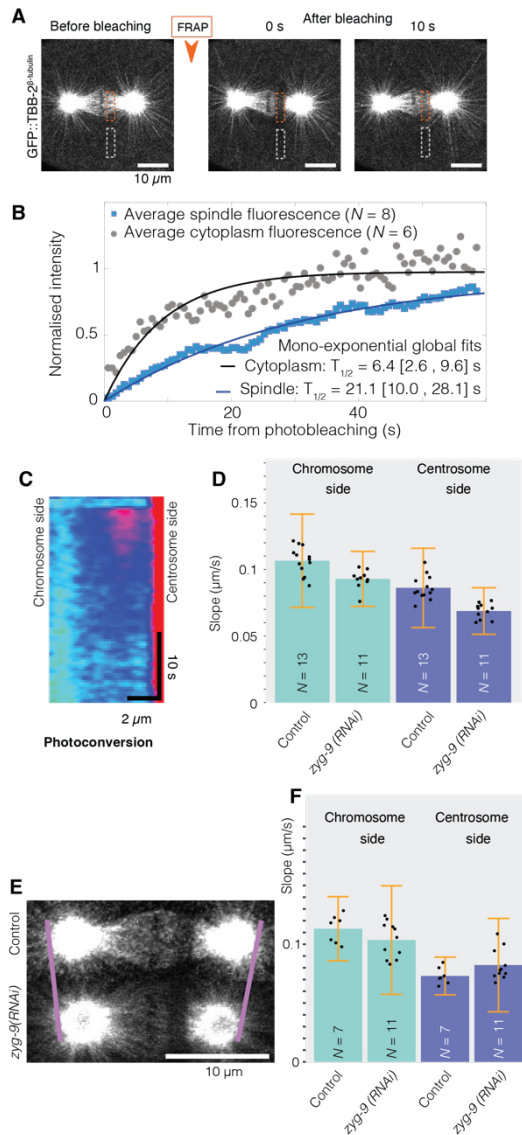 A
Before bleaching
FRAP
After bleaching
0 s
10 s
GFP::TBB-2β-tubulin
10 µm
B
Average spindle fluorescence (N = 8)
Average cytoplasm fluorescence (N = 6)
Normalised intensity
1
0.5
0
Mono-exponential global fits
Cytoplasm: T1/2 = 6.4 [2.6 , 9.6] s
Spindle: T1/2 = 21.1 [10.0 , 28.1] s
0
20
40
Time from photobleaching (s)
C
Chromosome side
Centrosome side
10 s
2 µm
Photoconversion
D
Chromosome side
Centrosome side
Slope (µm/s)
0.15
0.1
0.05
0
N = 13
N = 11
N = 13
N = 11
Control
zyg-9 (RNAi)
Control
zyg-9 (RNAi)
E
Control
zyg-9(RNAi)
10 µm
F
Chromosome side
Centrosome side
Slope (µm/s)
0.1
0
N = 7
N = 11
N = 7
N = 11
Control
zyg-9 (RNAi)
Control
zyg-9 (RNAi)